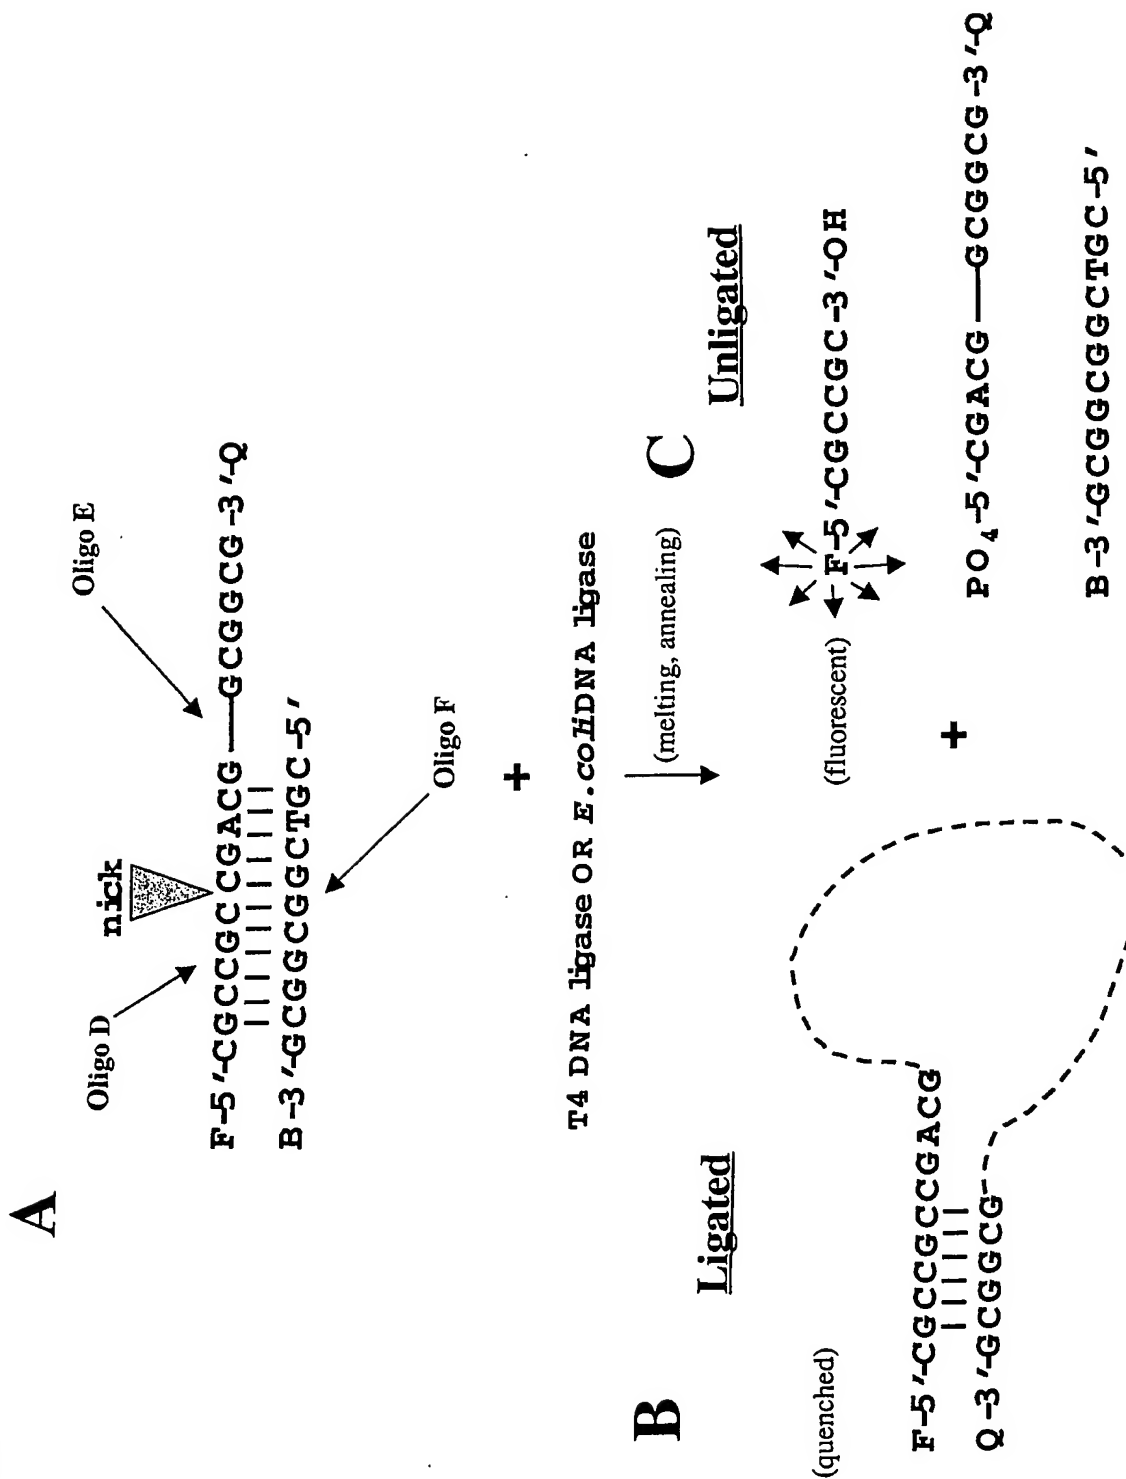 A
nick
Oligo D
Oligo E
F-5'-CGCCGC CGACG——GCGGCG-3'-Q
B-3'-GCGGCGGCTGC-5'
Oligo F
+
T4 DNA ligase OR E.coli DNA ligase
(melting, annealing)
B
Ligated
(quenched)
F-5'-CGCCGCCGACG
Q-3'-GCGGCG-
+
C
Unligated
(fluorescent)
F-5'-CGCCGC-3'-OH
PO₄-5'-CGACG——GCGGCG-3'-Q
B-3'-GCGGCGGCTGC-5'